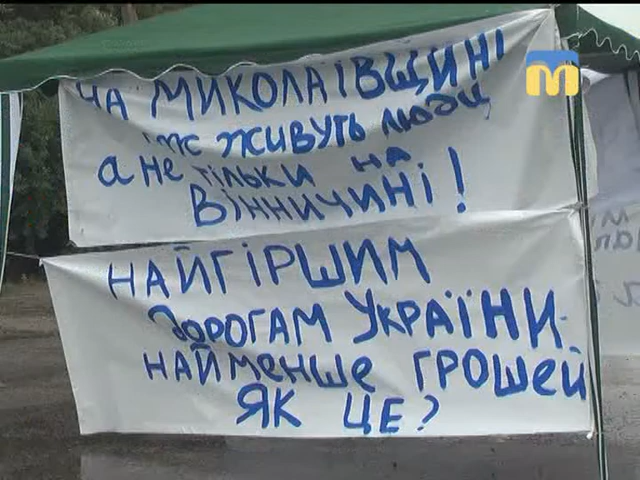 НА МИКОЛАЇВЩИНІ
ЖИВУТЬ ЛЮДИ
а не тільки на
ВІННИЧИНІ!
НАЙГІРШИМ
ДОРОГАМ УКРАЇНИ-
НАЙМЕНШЕ ГРОШЕЙ
ЯК ЦЕ?
М